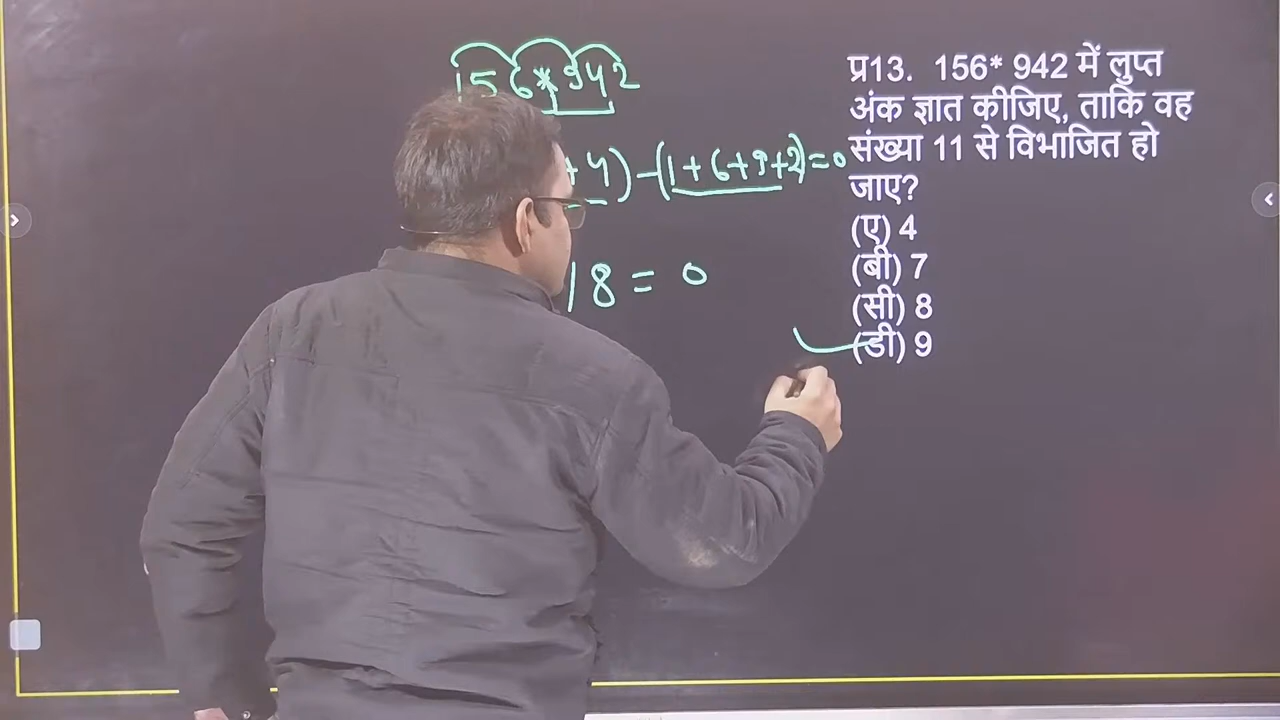 156*942
+ 4) - (1 + 6 + 9 + 2) = 0
18 = 0
प्र13. 156* 942 में लुप्त
अंक ज्ञात कीजिए, ताकि वह
संख्या 11 से विभाजित हो
जाए?
(ए) 4
(बी) 7
(सी) 8
(डी) 9